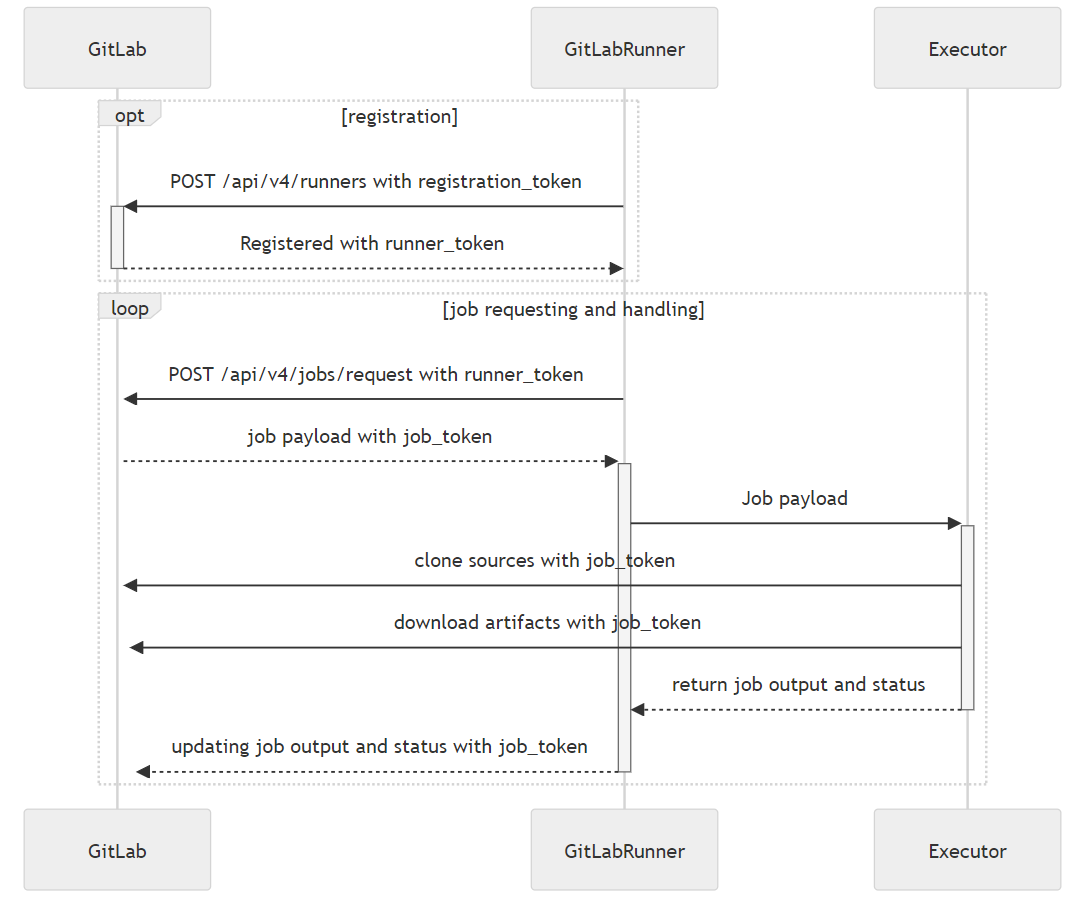 GitLab
GitLabRunner
Executor
opt
[registration]
POST /api/v4/runners with registration_token
Registered with runner_token
loop
[job requesting and handling]
POST /api/v4/jobs/request with runner_token
job payload with job_token
Job payload
clone sources with job_token
download artifacts with job_token
return job output and status
updating job output and status with job_token
GitLab
GitLabRunner
Executor